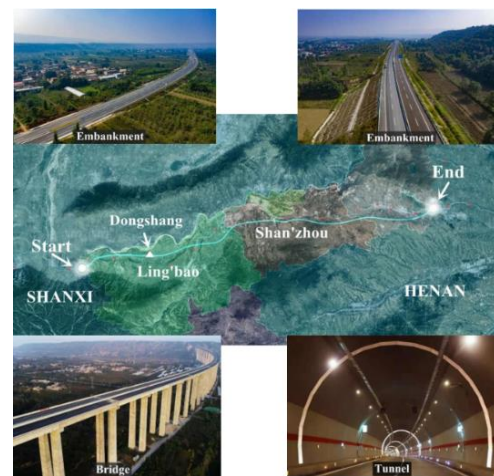 Embankment
Embankment
End
Dongshang
Shan'zhou
Start
Ling'bao
SHANXI
HENAN
Bridge
Tunnel